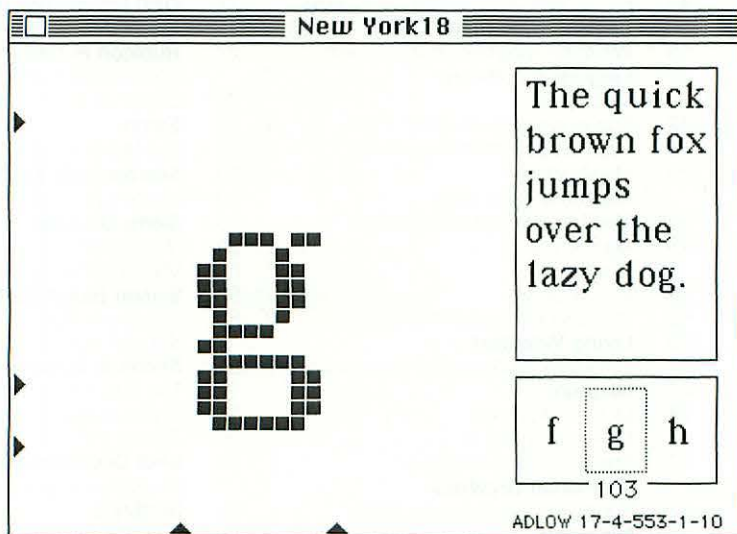 New York18
The quick
brown fox
jumps
over the
lazy dog.
g
f g h
103
ADLOW 17-4-553-1-10